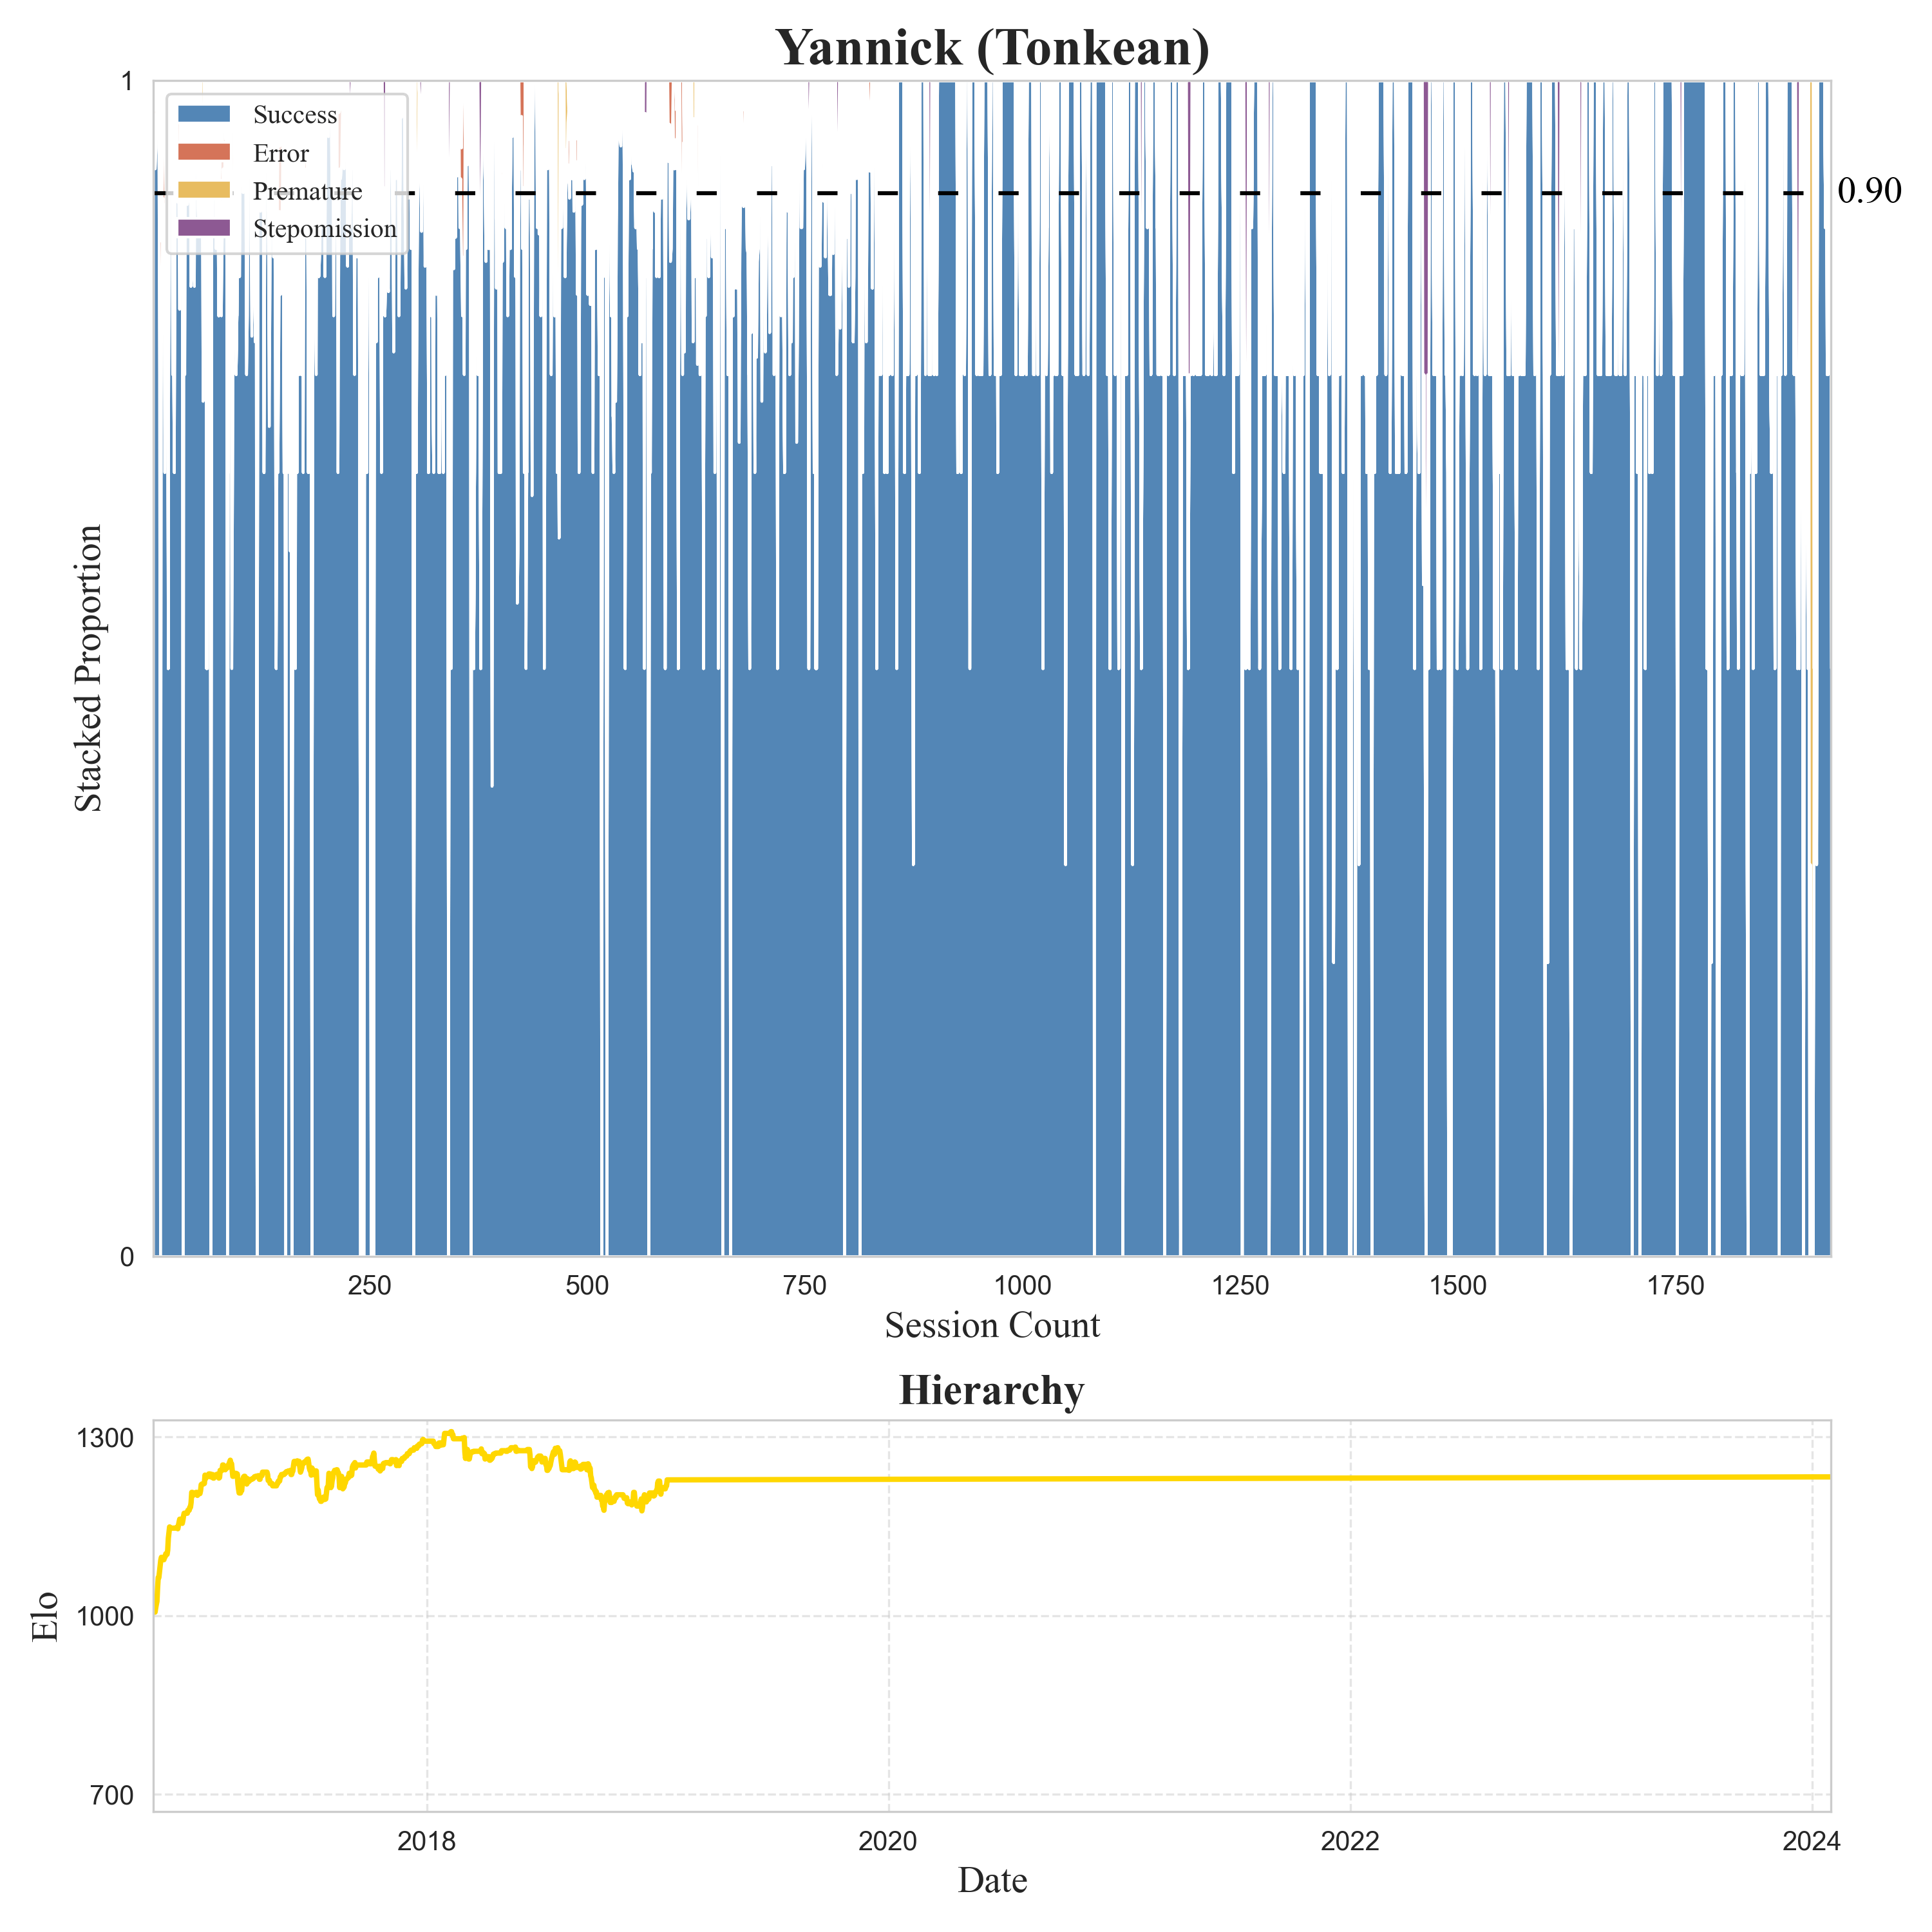 Yannick (Tonkean)
1
Success
Error
Premature
Stepomission
0.90
Stacked Proportion
0
250 500 750 1000 1250 1500 1750
Session Count
Hierarchy
1300
1000
700
Elo
2018 2020 2022 2024
Date